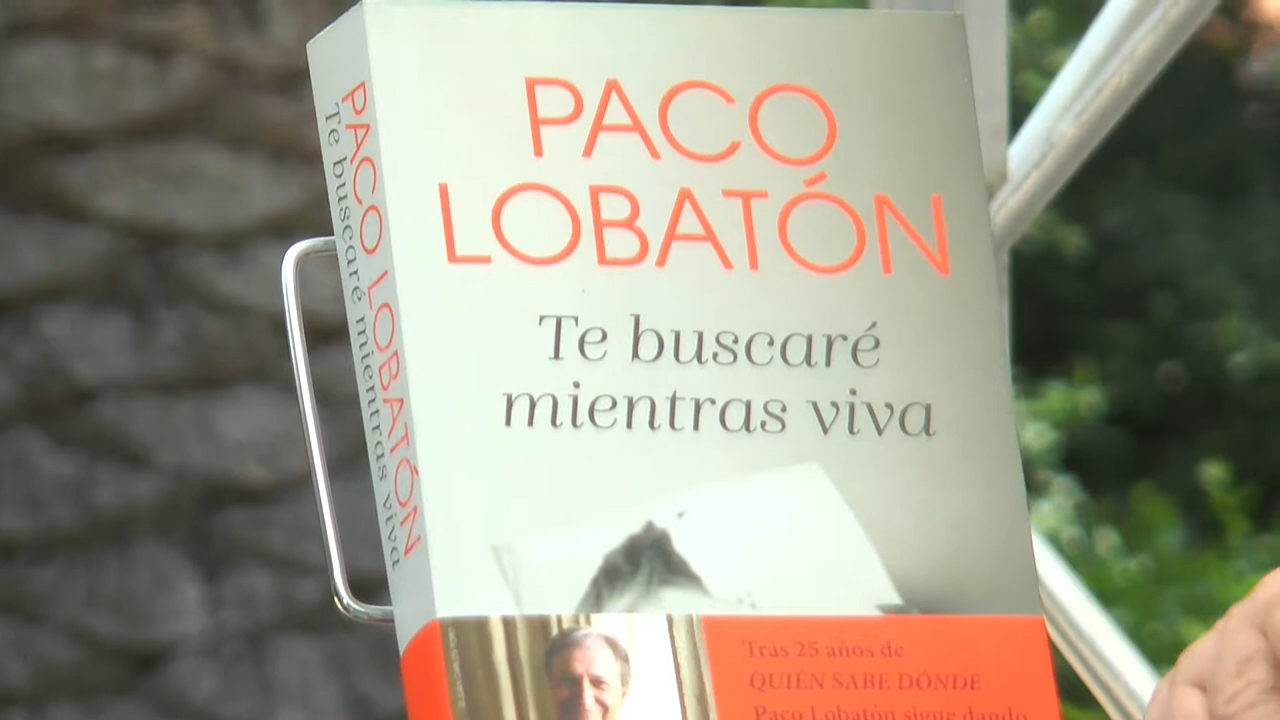 PACO
LOBATÓN
Te buscaré
mientras viva
PACO LOBATÓN
Te buscaré mientras viva
Tras 25 años de
QUIÉN SABE DÓNDE
Paco Lobatón sigue dando